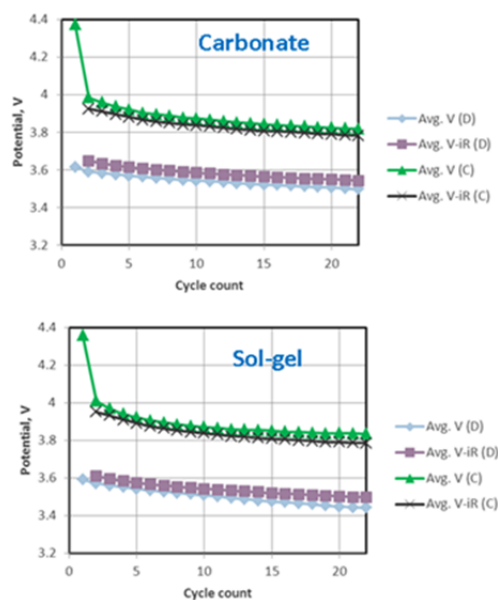 Carbonate
4.4
4.2
4
3.8
3.6
3.4
3.2
Potential, V
0 5 10 15 20
Cycle count
Avg. V (D)
Avg. V-iR (D)
Avg. V (C)
Avg. V-iR (C)
Sol-gel
4.4
4.2
4
3.8
3.6
3.4
3.2
Potential, V
0 5 10 15 20
Cycle count
Avg. V (D)
Avg. V-iR (D)
Avg. V (C)
Avg. V-iR (C)